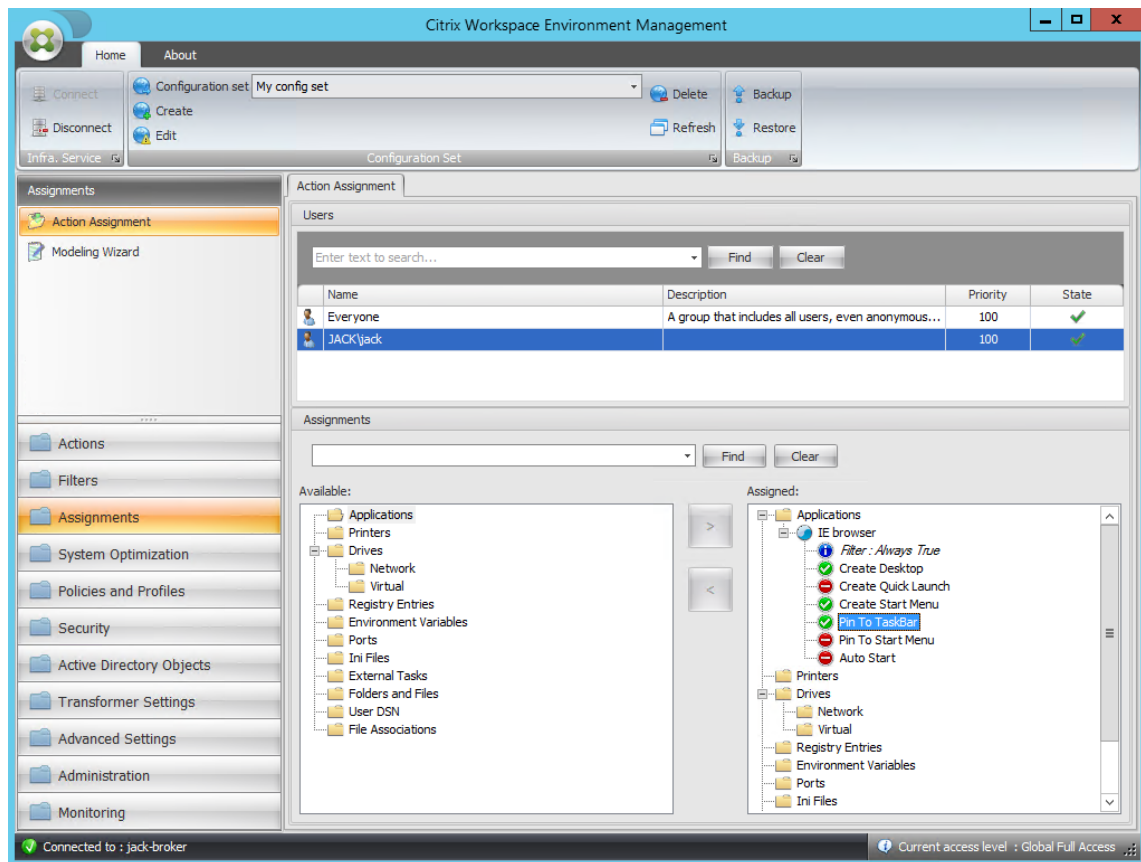 Citrix Workspace Environment Management
Home About
Connect
Disconnect
Infra. Service
Configuration set My config set
Create
Edit
Delete
Refresh
Configuration Set
Backup
Restore
Backup
Assignments
Action Assignment
Modeling Wizard
Actions
Filters
Assignments
System Optimization
Policies and Profiles
Security
Active Directory Objects
Transformer Settings
Advanced Settings
Administration
Monitoring
Action Assignment
Users
Enter text to search... Find Clear
Name Description Priority State
Everyone A group that includes all users, even anonymous... 100
JACK\jack 100
Assignments
Find Clear
Available:
Applications
Printers
Drives
Network
Virtual
Registry Entries
Environment Variables
Ports
Ini Files
External Tasks
Folders and Files
User DSN
File Associations
>
<
Assigned:
Applications
IE browser
Filter : Always True
Create Desktop
Create Quick Launch
Create Start Menu
Pin To TaskBar
Pin To Start Menu
Auto Start
Printers
Drives
Network
Virtual
Registry Entries
Environment Variables
Ports
Ini Files
Connected to : jack-broker
Current access level : Global Full Access